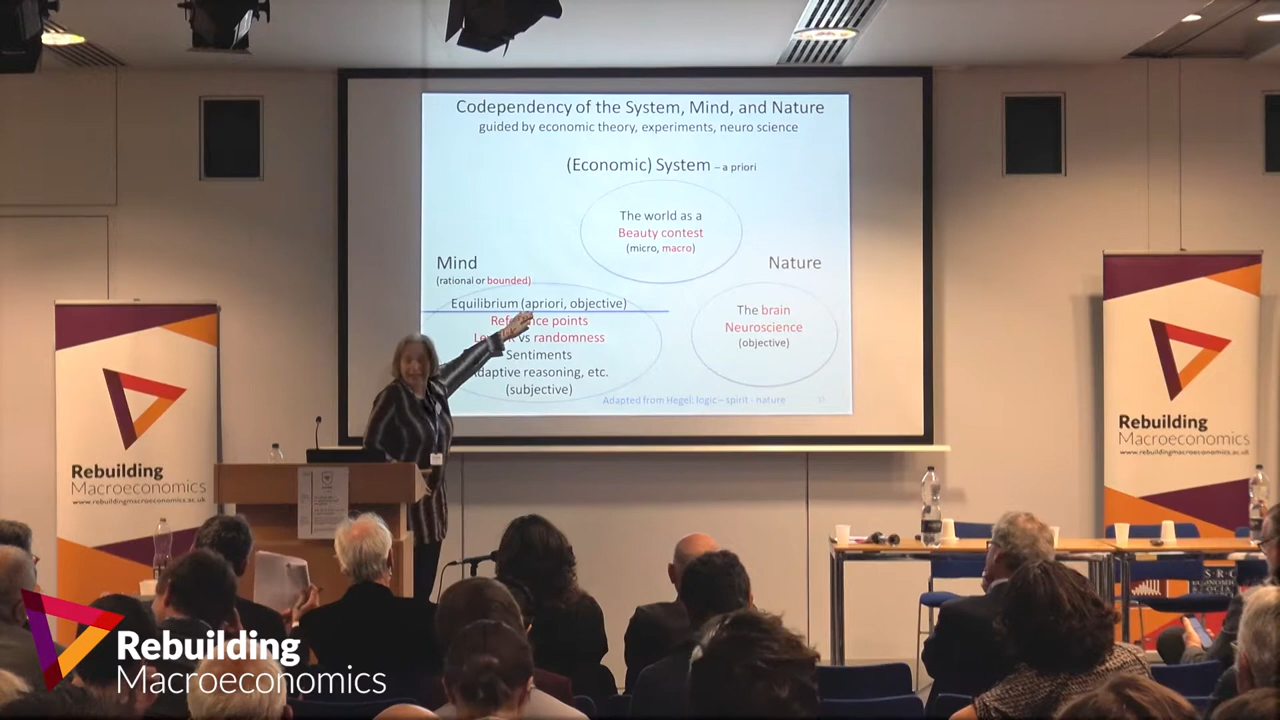 Codependency of the System, Mind, and Nature
guided by economic theory, experiments, neuro science
(Economic) System – a priori
The world as a
Beauty contest
(micro, macro)
Mind
(rational or bounded)
Nature
Equilibrium (apriori, objective)
points
vs randomness
Sentiments
daptive reasoning, etc.
(subjective)
The brain
Neuroscience
(objective)
Adapted from Hegel: logic – spirit - nature
Rebuilding
Macroeconomics
www.rebuildingmacroeconomics.ac.uk
Rebuilding
Macroeconomics
www.rebuildingmacroeconomics.ac.uk
Rebuilding
Macroeconomics